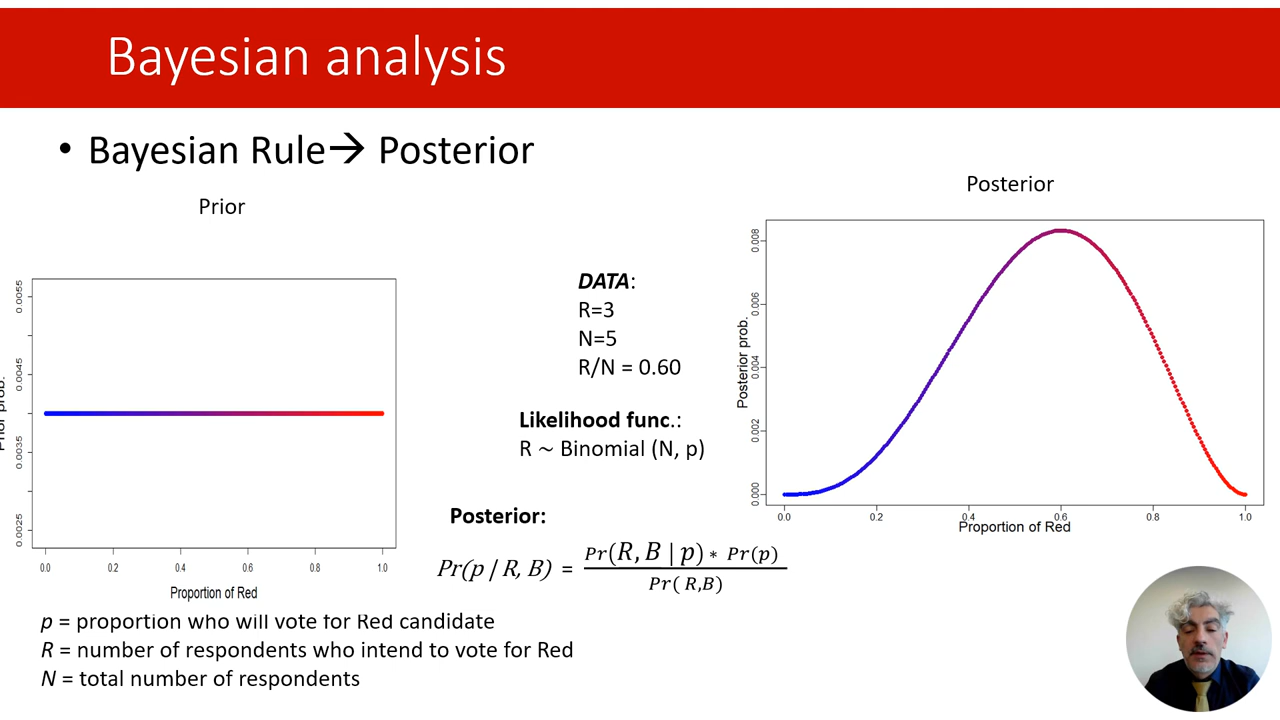 Bayesian analysis
• Bayesian Rule→ Posterior
Prior
0.0055
0.0045
0.0035
0.0025
0.0 0.2 0.4 0.6 0.8 1.0
Proportion of Red
DATA:
R=3
N=5
R/N = 0.60
Likelihood func.:
R ~ Binomial (N, p)
Posterior:
Pr(p / R, B) = Pr(R, B | p) * Pr(p)
Pr( R,B)
Posterior
Posterior prob.
0.008
0.006
0.004
0.002
0.000
0.0 0.2 0.4 0.6 0.8 1.0
Proportion of Red
p = proportion who will vote for Red candidate
R = number of respondents who intend to vote for Red
N = total number of respondents